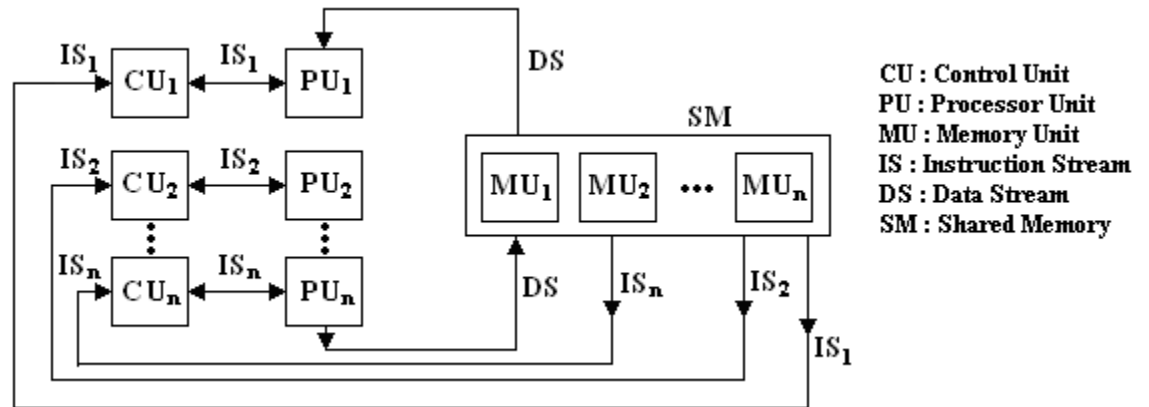 IS₁ IS₁ DS
CU₁ PU₁
SM
IS₂ IS₂
CU₂ PU₂ MU₁ MU₂ ••• MUₙ
ISₙ ISₙ
CUₙ PUₙ DS ISₙ IS₂
IS₁
CU : Control Unit
PU : Processor Unit
MU : Memory Unit
IS : Instruction Stream
DS : Data Stream
SM : Shared Memory